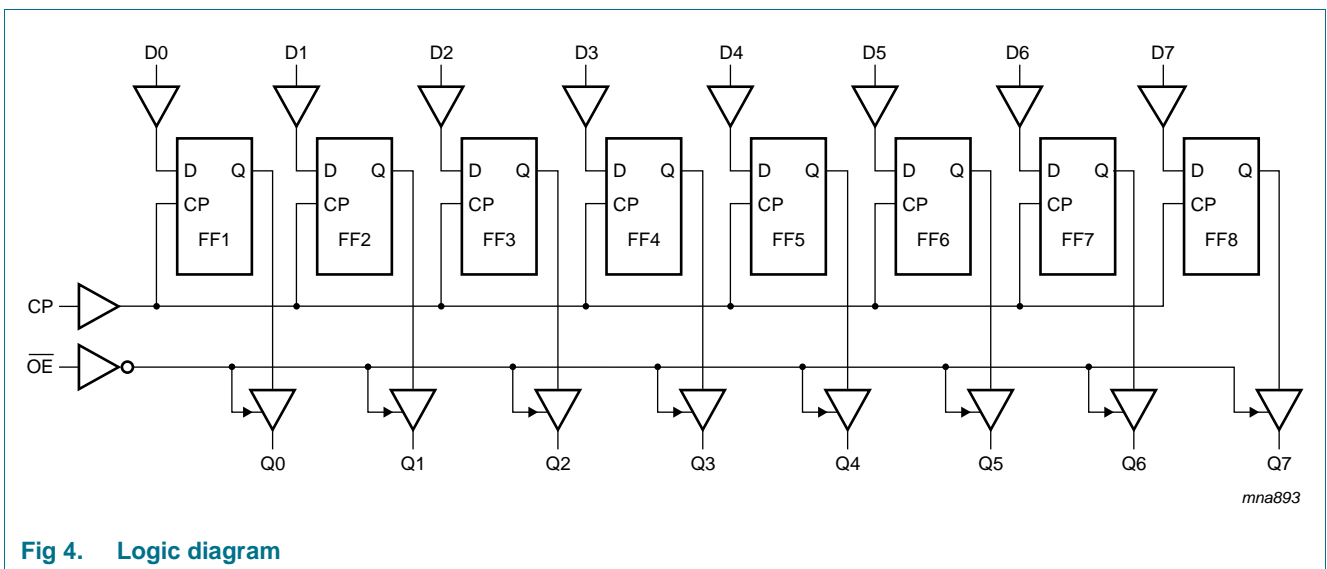 D0 D1 D2 D3 D4 D5 D6 D7
D Q D Q D Q D Q D Q D Q D Q D Q
CP CP CP CP CP CP CP CP
FF1 FF2 FF3 FF4 FF5 FF6 FF7 FF8
CP
OE
Q0 Q1 Q2 Q3 Q4 Q5 Q6 Q7
mna893
Fig 4. Logic diagram